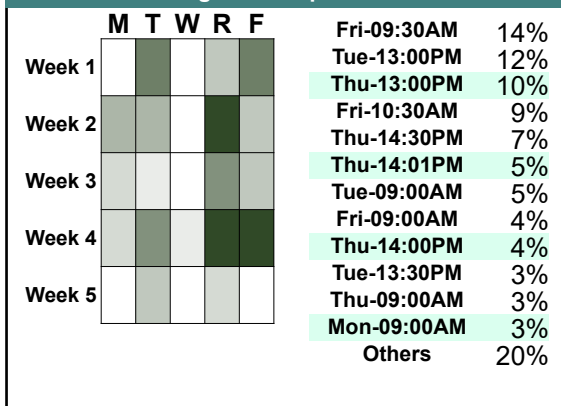 M T W R F
Week 1
Week 2
Week 3
Week 4
Week 5
Fri-09:30AM 14%
Tue-13:00PM 12%
Thu-13:00PM 10%
Fri-10:30AM 9%
Thu-14:30PM 7%
Thu-14:01PM 5%
Tue-09:00AM 5%
Fri-09:00AM 4%
Thu-14:00PM 4%
Tue-13:30PM 3%
Thu-09:00AM 3%
Mon-09:00AM 3%
Others 20%